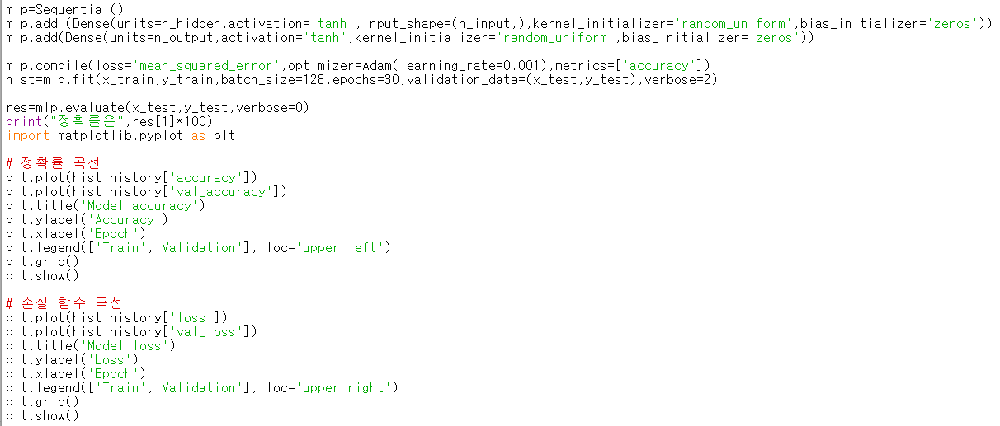 mlp=Sequential()
mlp.add (Dense(units=n_hidden,activation='tanh',input_shape=(n_input,),kernel_initializer='random_uniform',bias_initializer='zeros'))
mlp.add(Dense(units=n_output,activation='tanh',kernel_initializer='random_uniform',bias_initializer='zeros'))
mlp.compile(loss='mean_squared_error',optimizer=Adam(learning_rate=0.001),metrics=['accuracy'])
hist=mlp.fit(x_train,y_train,batch_size=128,epochs=30,validation_data=(x_test,y_test),verbose=2)
res=mlp.evaluate(x_test,y_test,verbose=0)
print("정확률은",res[1]*100)
import matplotlib.pyplot as plt
# 정확률 곡선
plt.plot(hist.history['accuracy'])
plt.plot(hist.history['val_accuracy'])
plt.title('Model accuracy')
plt.ylabel('Accuracy')
plt.xlabel('Epoch')
plt.legend(['Train','Validation'], loc='upper left')
plt.grid()
plt.show()
# 손실 함수 곡선
plt.plot(hist.history['loss'])
plt.plot(hist.history['val_loss'])
plt.title('Model loss')
plt.ylabel('Loss')
plt.xlabel('Epoch')
plt.legend(['Train','Validation'], loc='upper right')
plt.grid()
plt.show()